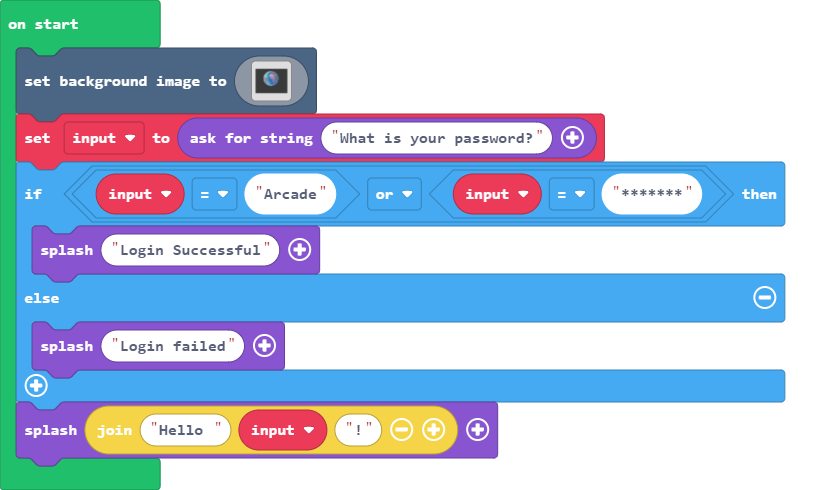 on start
set background image to
set input to ask for string "What is your password?"
if input = "Arcade" or input = "*******" then
splash "Login Successful"
else
splash "Login failed"
splash join "Hello " input "!"